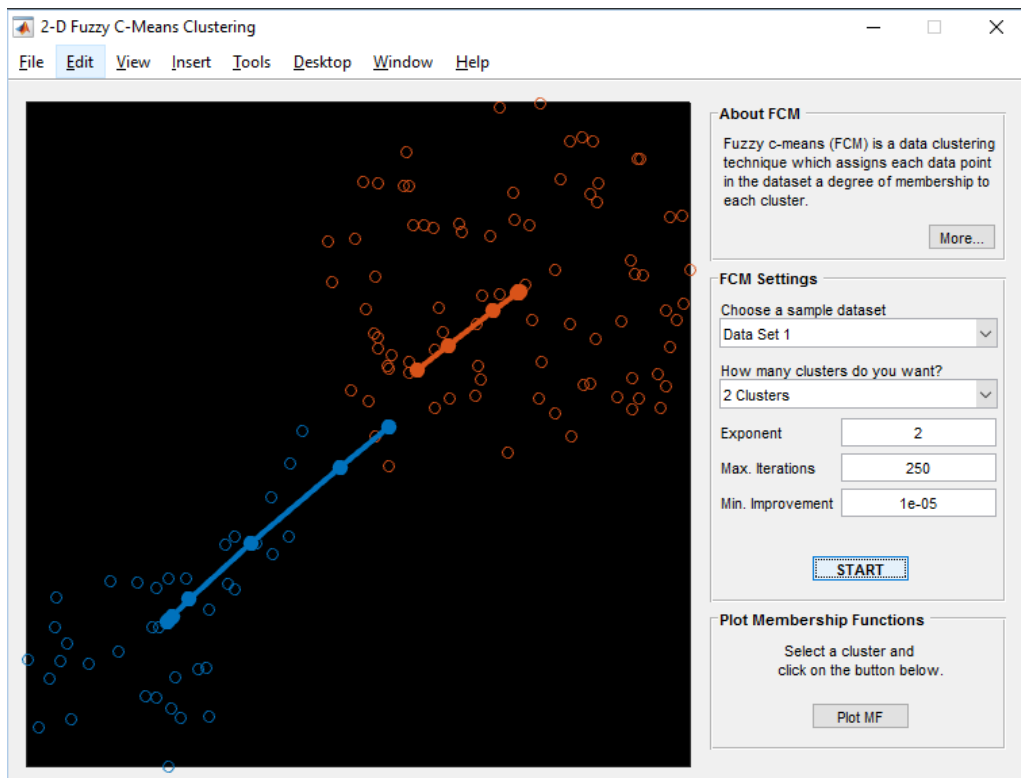 2-D Fuzzy C-Means Clustering
File Edit View Insert Tools Desktop Window Help
About FCM
Fuzzy c-means (FCM) is a data clustering
technique which assigns each data point
in the dataset a degree of membership to
each cluster.
More...
FCM Settings
Choose a sample dataset
Data Set 1
How many clusters do you want?
2 Clusters
Exponent 2
Max. Iterations 250
Min. Improvement 1e-05
START
Plot Membership Functions
Select a cluster and
click on the button below.
Plot MF